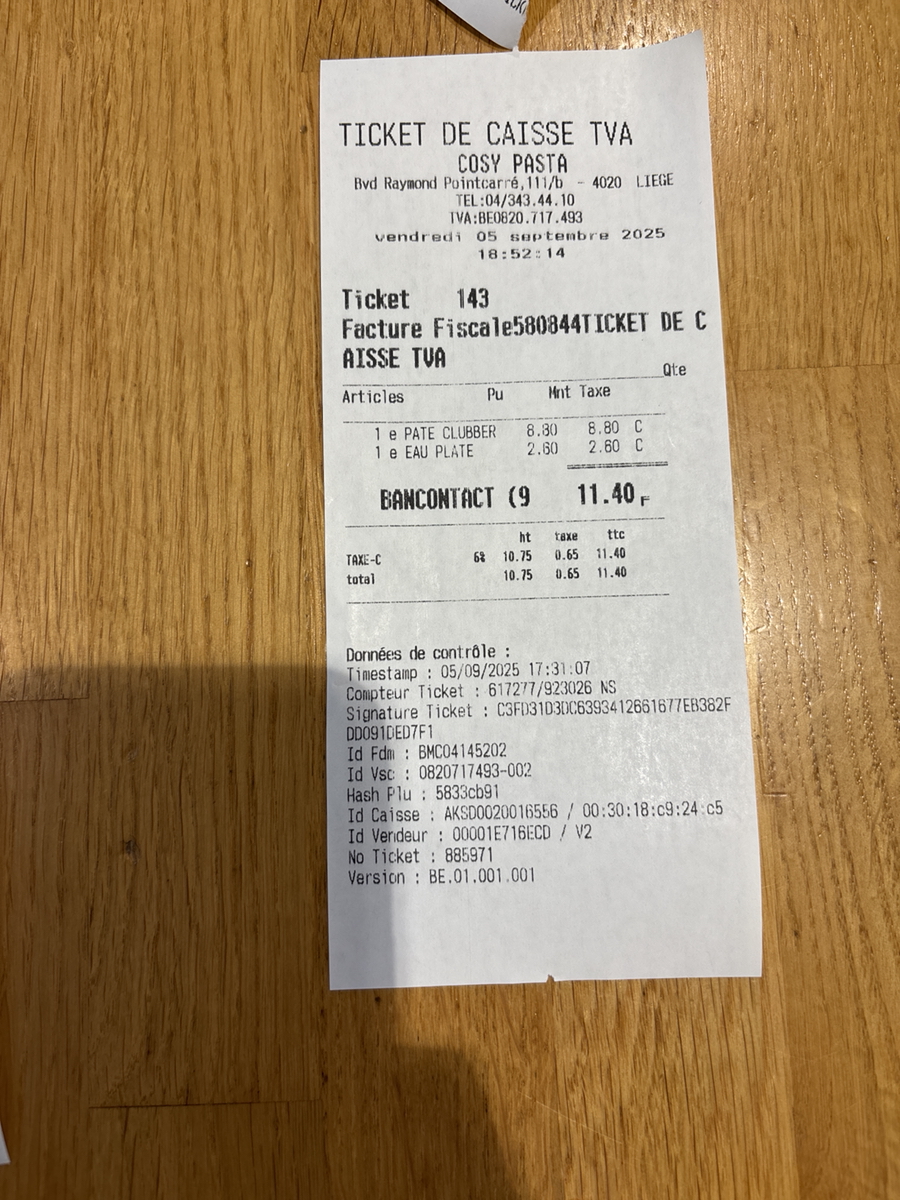 TICKET DE CAISSE TVA
COSY PASTA
Bvd Raymond Pointcarré,111/b - 4020 LIEGE
TEL:04/343.44.10
TVA:BE0820.717.493
vendredi 05 septembre 2025
18:52:14
Ticket 143
Facture Fiscale580844TICKET DE C
AISSE TVA
Qte
Articles Pu Mnt Taxe
1 e PATE CLUBBER 8.80 8.80 C
1 e EAU PLATE 2.60 2.60 C
BANCONTACT (9 11.40 F
ht taxe ttc
TAXE-C 6% 10.75 0.65 11.40
total 10.75 0.65 11.40
Données de contrôle :
Timestamp : 05/09/2025 17:31:07
Compteur Ticket : 617277/923026 NS
Signature Ticket : C3FD31D3DC6393412661677EB382F
DD091DED7F1
Id Fdm : BMC04145202
Id Vsc : 0820717493-002
Hash Plu : 5833cb91
Id Caisse : AKSD0020016556 / 00:30:18:c9:24:c5
Id Vendeur : 00001E716ECD / V2
No Ticket : 885971
Version : BE.01.001.001